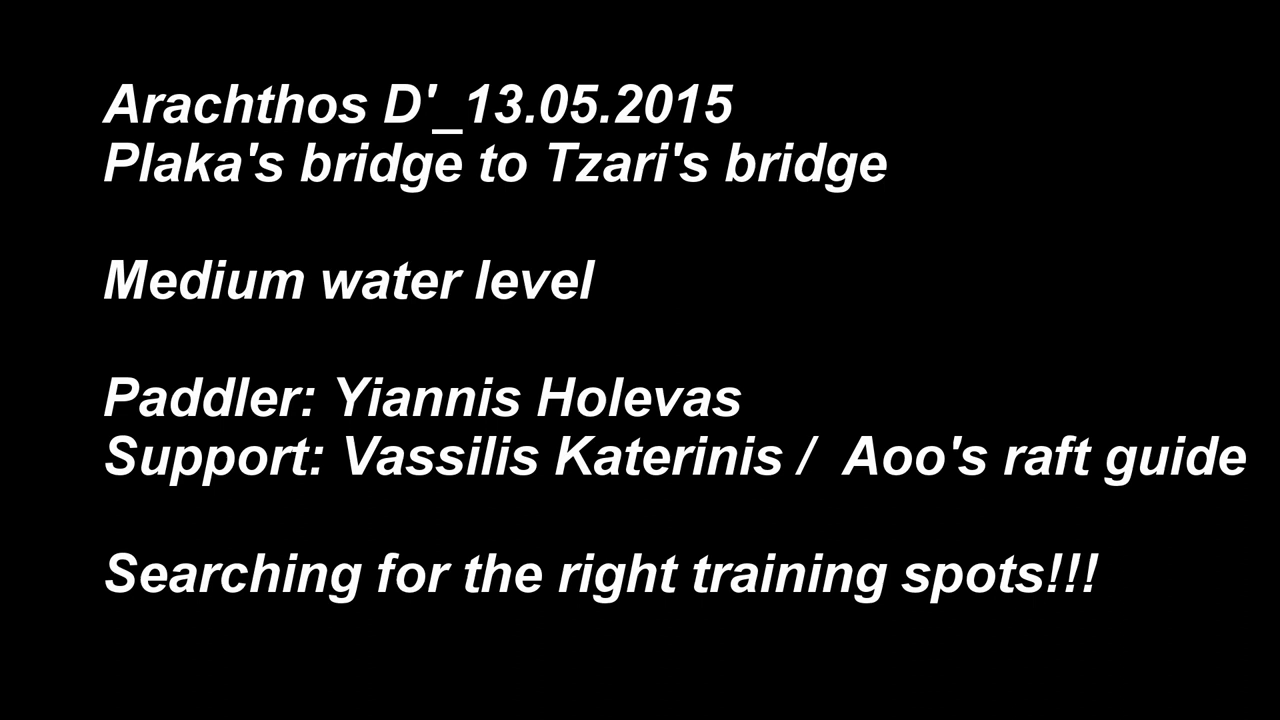 Arachthos D'_13.05.2015
Plaka's bridge to Tzari's bridge
Medium water level
Paddler: Yiannis Holevas
Support: Vassilis Katerinis /  Aoo's raft guide
Searching for the right training spots!!!